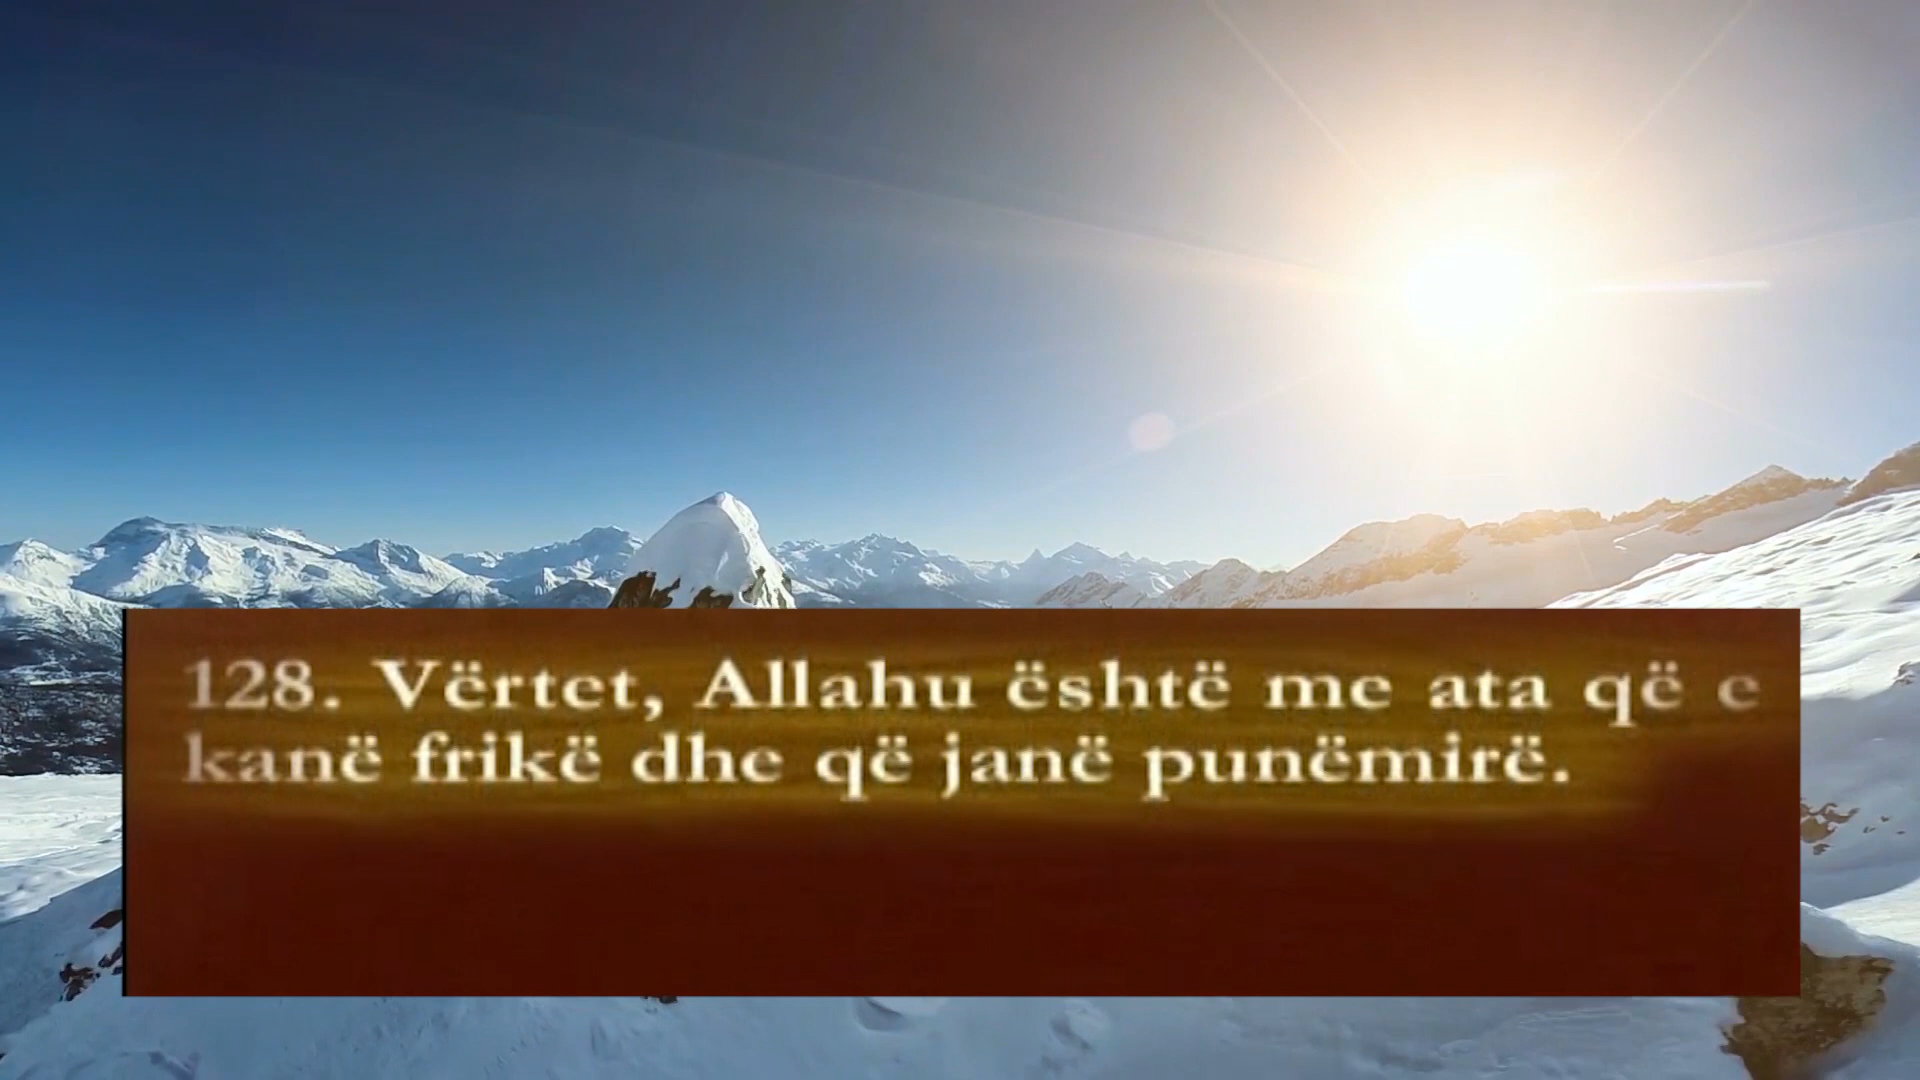 128. Vërtet, Allahu është me ata që e
kanë frikë dhe që janë punëmirë.